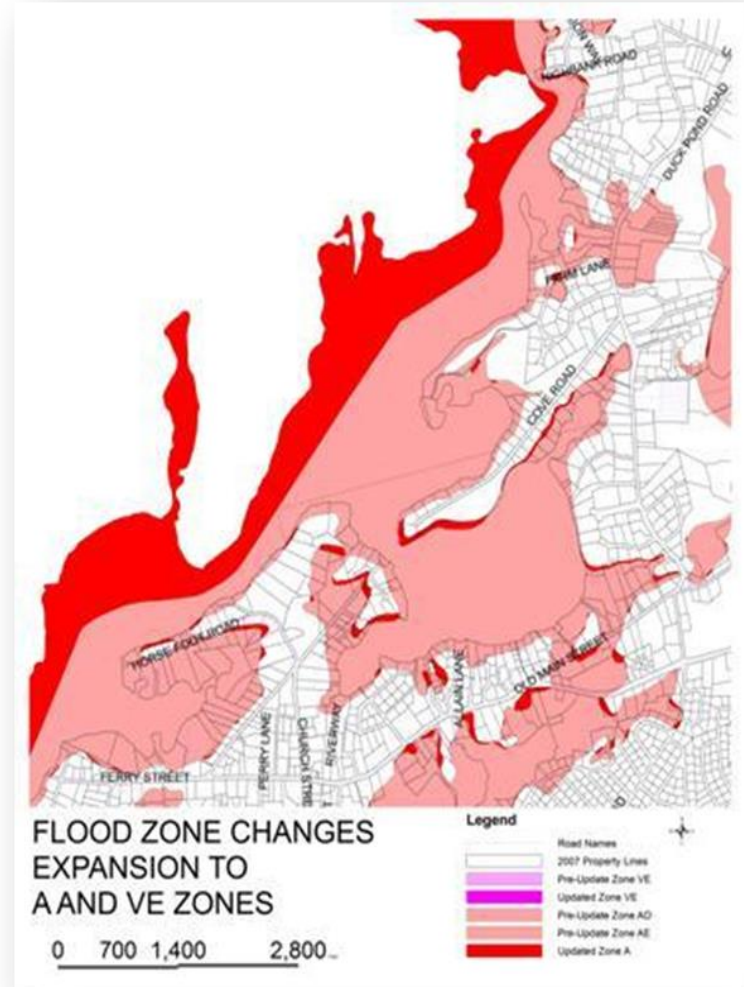 HIGHBANK ROAD
DUCK POND ROAD
FARM LANE
COVE ROAD
HORSE FOOT ROAD
OLD MAIN STREET
ALLAIN LANE
RIVERWAY
PERRY LANE
CHURCH STRE
FERRY STREET
FLOOD ZONE CHANGES
EXPANSION TO
A AND VE ZONES
0 700 1,400 2,800
Legend
Road Names
2007 Property Lines
Pre-Update Zone VE
Updated Zone VE
Pre-Update Zone AO
Pre-Update Zone AE
Updated Zone A